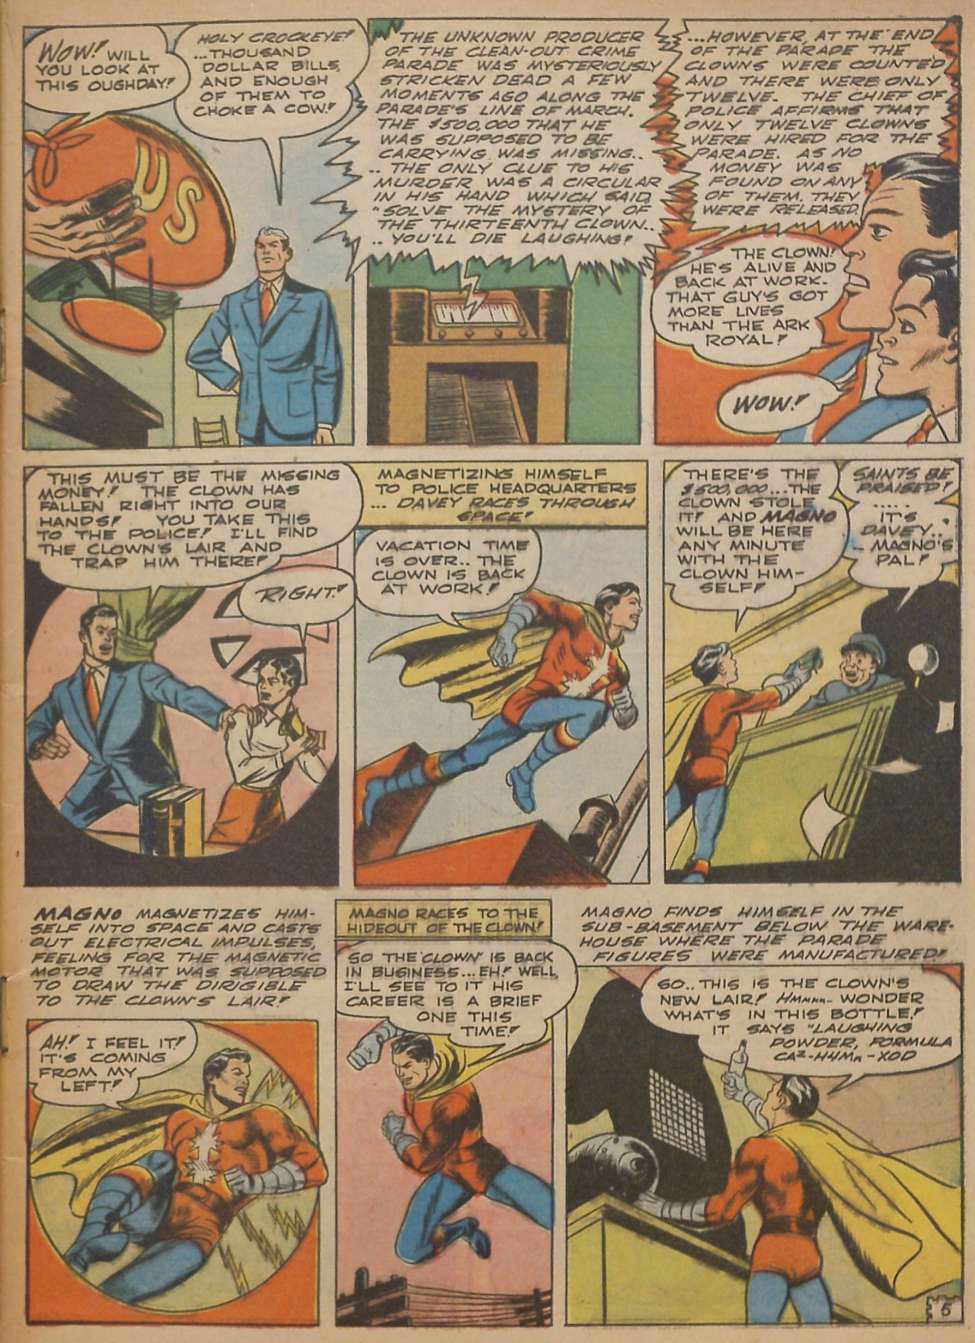 WOW! WILL
YOU LOOK AT
THIS OUGHDAY!
HOLY CROCKEYE!
...THOUSAND
DOLLAR BILLS,
AND ENOUGH
OF THEM TO
CHOKE A COW!
US
THE UNKNOWN PRODUCER
OF THE CLEAN-OUT CRIME
PARADE WAS MYSTERIOUSLY
STRICKEN DEAD A FEW
MOMENTS AGO ALONG THE
PARADE'S LINE OF MARCH.
THE $500,000 THAT HE
WAS SUPPOSED TO BE
CARRYING WAS MISSING..
..THE ONLY CLUE TO HIS
MURDER WAS A CIRCULAR
IN HIS HAND WHICH SAID
"SOLVE THE MYSTERY OF
THE THIRTEENTH CLOWN..
..YOU'LL DIE LAUGHING!
...HOWEVER, AT THE END
OF THE PARADE THE
CLOWNS WERE COUNTED
AND THERE WERE ONLY
TWELVE. THE CHIEF OF
POLICE AFFIRMS THAT
ONLY TWELVE CLOWNS
WERE HIRED FOR THE
PARADE. AS NO
MONEY WAS
FOUND ON ANY
OF THEM, THEY
WERE RELEASED
THE CLOWN!
HE'S ALIVE AND
BACK AT WORK.
THAT GUY'S GOT
MORE LIVES
THAN THE ARK
ROYAL!
WOW!
THIS MUST BE THE MISSING
MONEY! THE CLOWN HAS
FALLEN RIGHT INTO OUR
HANDS! YOU TAKE THIS
TO THE POLICE! I'LL FIND
THE CLOWN'S LAIR AND
TRAP HIM THERE!
RIGHT!
MAGNETIZING HIMSELF
TO POLICE HEADQUARTERS
... DAVEY RACES THROUGH
SPACE!
VACATION TIME
IS OVER.. THE
CLOWN IS BACK
AT WORK!
THERE'S THE
$500,000...THE
CLOWN STOLE
IT! AND MAGNO
WILL BE HERE
ANY MINUTE
WITH THE
CLOWN HIM-
SELF!
SAINTS BE
PRAISED!
.....
IT'S
DAVEY..
.. MAGNO'S
PAL!
MAGNO MAGNETIZES HIM-
SELF INTO SPACE AND CASTS
OUT ELECTRICAL IMPULSES,
FEELING FOR THE MAGNETIC
MOTOR THAT WAS SUPPOSED
TO DRAW THE DIRIGIBLE
TO THE CLOWN'S LAIR!
AH! I FEEL IT!
IT'S COMING
FROM MY
LEFT!
MAGNO RACES TO THE
HIDEOUT OF THE CLOWN!
SO THE 'CLOWN' IS BACK
IN BUSINESS...EH! WELL,
I'LL SEE TO IT HIS
CAREER IS A BRIEF
ONE THIS
TIME!
MAGNO FINDS HIMSELF IN THE
SUB-BASEMENT BELOW THE WARE-
HOUSE WHERE THE PARADE
FIGURES WERE MANUFACTURED!
SO..THIS IS THE CLOWN'S
NEW LAIR! HMMNN.. WONDER
WHAT'S IN THIS BOTTLE!
IT SAYS "LAUGHING
POWDER, FORMULA
CA²-H4Mn-XOD
5